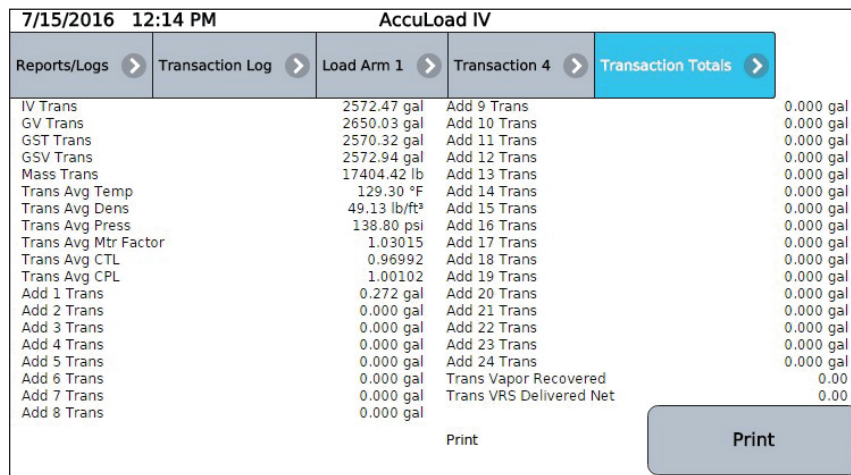 7/15/2016 12:14 PM AccuLoad IV
Reports/Logs Transaction Log Load Arm 1 Transaction 4 Transaction Totals
IV Trans 2572.47 gal
GV Trans 2650.03 gal
GST Trans 2570.32 gal
GSV Trans 2572.94 gal
Mass Trans 17404.42 lb
Trans Avg Temp 129.30 °F
Trans Avg Dens 49.13 lb/ft³
Trans Avg Press 138.80 psi
Trans Avg Mtr Factor 1.03015
Trans Avg CTL 0.96992
Trans Avg CPL 1.00102
Add 1 Trans 0.272 gal
Add 2 Trans 0.000 gal
Add 3 Trans 0.000 gal
Add 4 Trans 0.000 gal
Add 5 Trans 0.000 gal
Add 6 Trans 0.000 gal
Add 7 Trans 0.000 gal
Add 8 Trans 0.000 gal
Add 9 Trans 0.000 gal
Add 10 Trans 0.000 gal
Add 11 Trans 0.000 gal
Add 12 Trans 0.000 gal
Add 13 Trans 0.000 gal
Add 14 Trans 0.000 gal
Add 15 Trans 0.000 gal
Add 16 Trans 0.000 gal
Add 17 Trans 0.000 gal
Add 18 Trans 0.000 gal
Add 19 Trans 0.000 gal
Add 20 Trans 0.000 gal
Add 21 Trans 0.000 gal
Add 22 Trans 0.000 gal
Add 23 Trans 0.000 gal
Add 24 Trans 0.000 gal
Trans Vapor Recovered 0.00
Trans VRS Delivered Net 0.00
Print Print